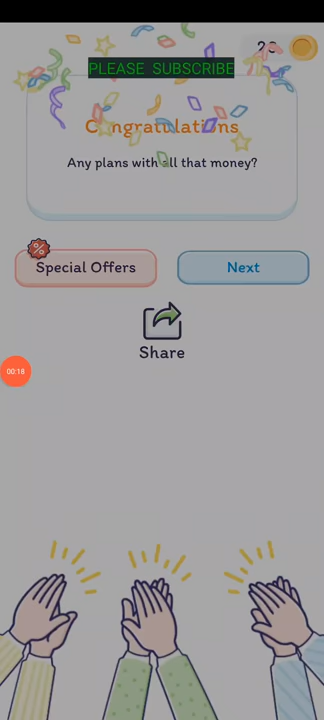 PLEASE SUBSCRIBE
Congratulations
Any plans with all that money?
Special Offers
Next
Share
00:18